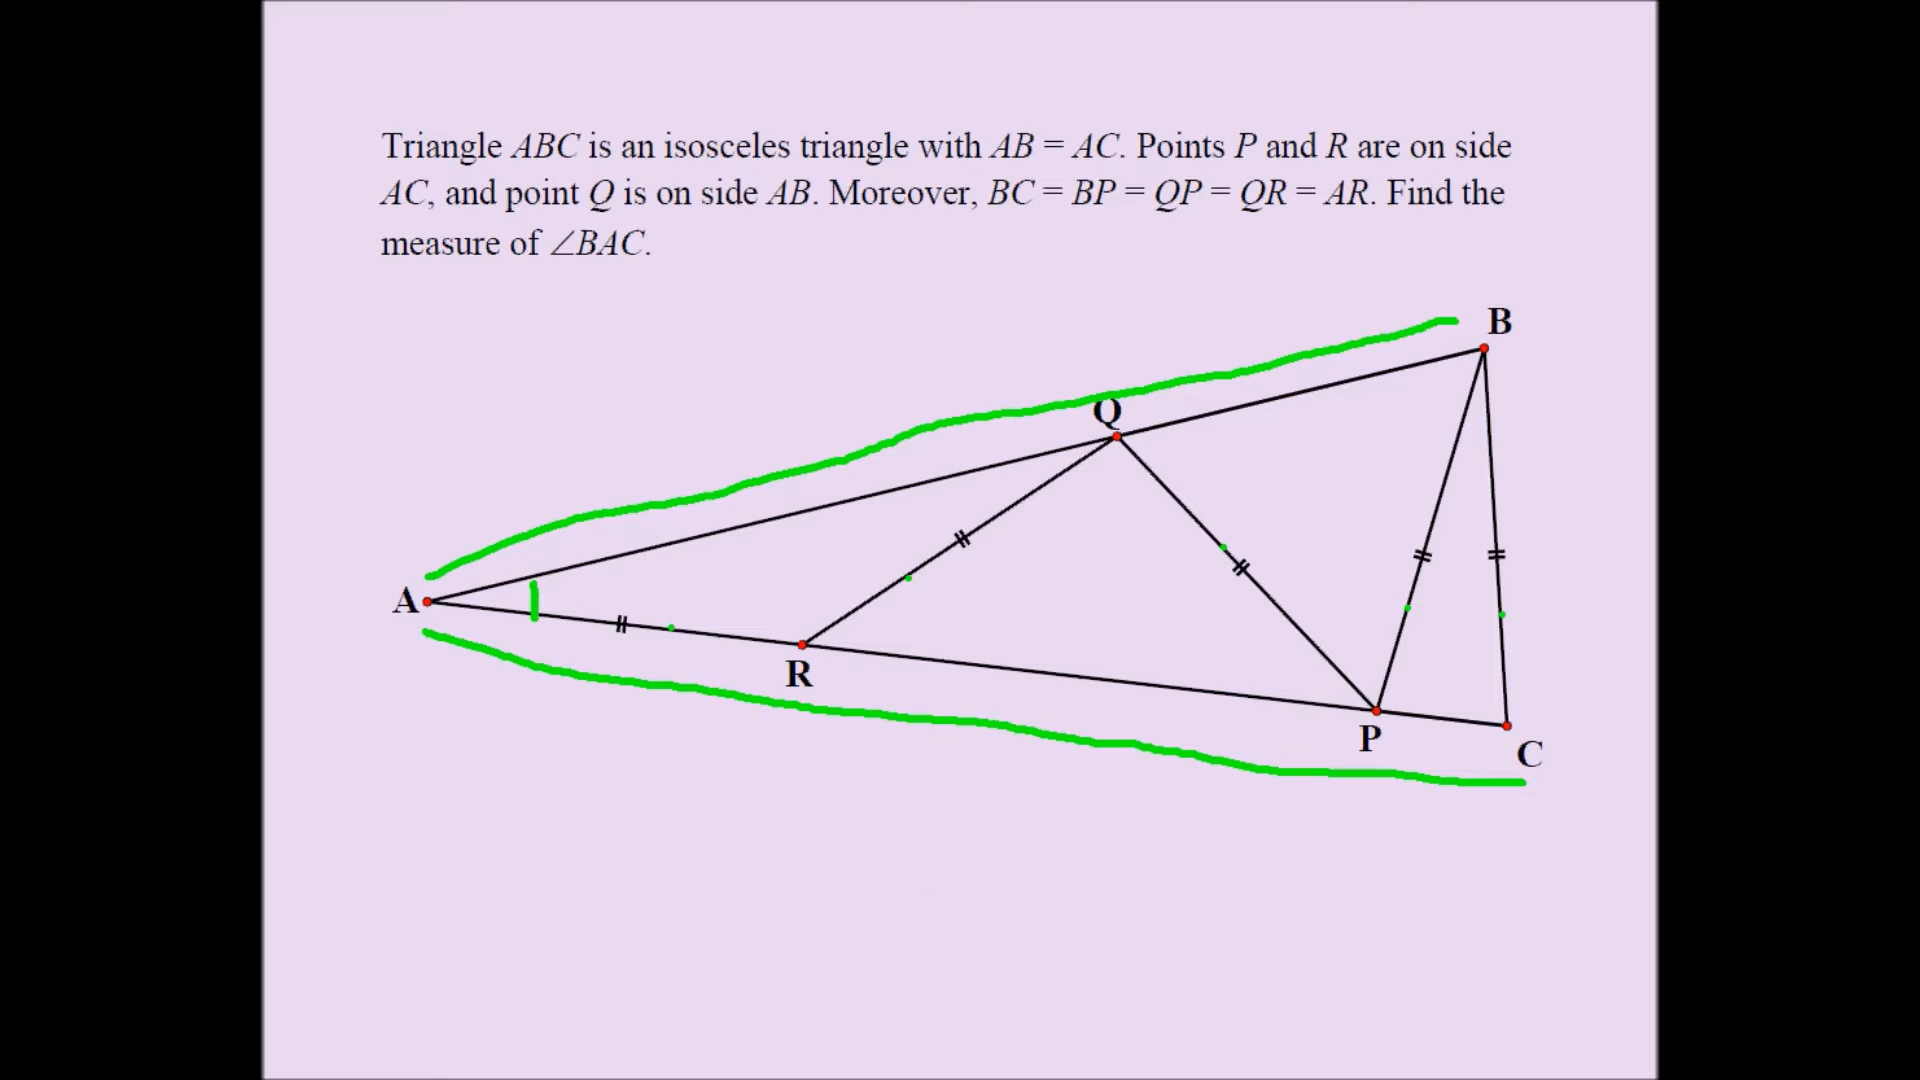 Triangle ABC is an isosceles triangle with AB = AC. Points P and R are on side
AC, and point Q is on side AB. Moreover, BC = BP = QP = QR = AR. Find the
measure of ∠BAC.
B
Q
A
R
P
C